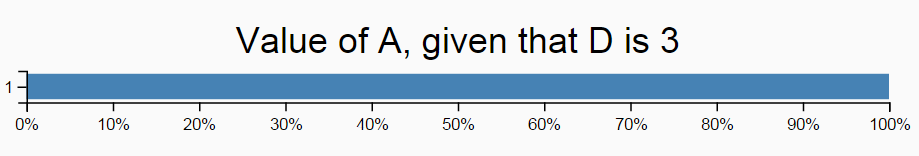 Value of A, given that D is 3
1
0% 10% 20% 30% 40% 50% 60% 70% 80% 90% 100%